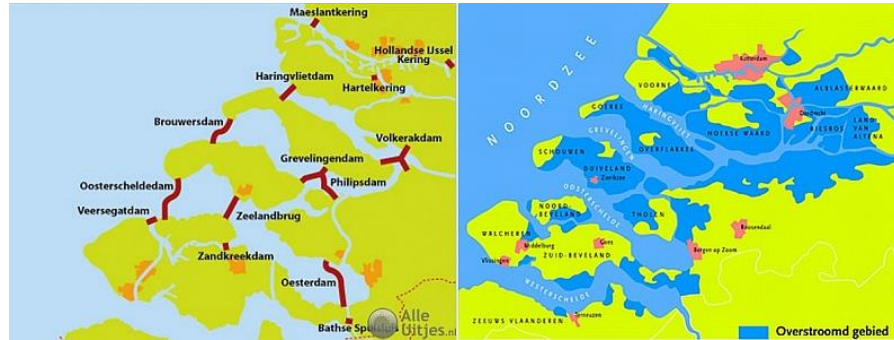 Maeslantkering
Hollandse IJssel
Kering
Hartelkering
Haringvlietdam
Brouwersdam
Volkerakdam
Grevelingendam
Philipsdam
Oosterscheldedam
Veersegatdam
Zeelandbrug
Zandkreekdam
Oesterdam
Bathse Spuisluis
Alle
Uitjes.nl
NOORDZEE
VOORNE
Rotterdam
ALBLASSERWAARD
GOEREE
HARINGVLIET
Dordrecht
HOEKSE WAARD
BIESBOS
LAND
VAN
ALTENA
GREVELINGEN
OVERFLAKKEE
SCHOUWEN
DUIVELAND
Zierikzee
OOSTERSCHELDE
NOORD-
BEVELAND
THOLEN
WALCHEREN
Middelburg
Goes
Roosendaal
Vlissingen
ZUID-BEVELAND
Bergen op Zoom
WESTERSCHELDE
ZEEUWS VLAANDEREN
Terneuzen
Overstroomd gebied